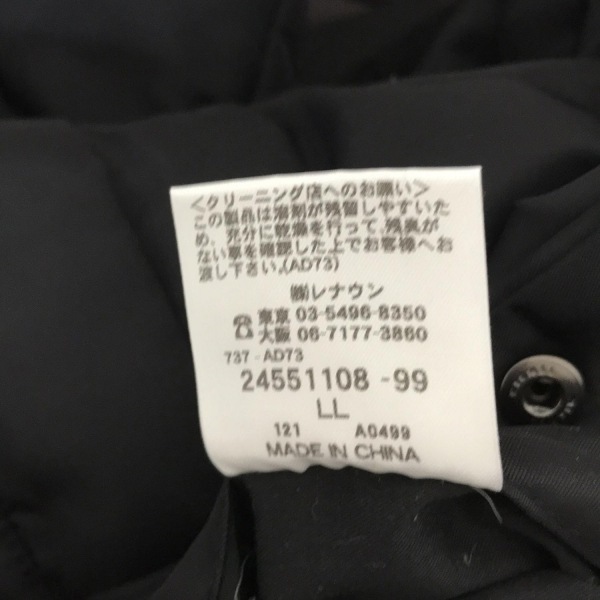 <クリーニング店へのお願い>
この製品は溶剤が残留しやすいた
め、充分に乾燥を行って、残臭が
ない事を確認した上でお客様へお
渡し下さい。(AD73)
㈱レナウン
東京 03-5496-8350
大阪 06-7177-3860
737-AD73
24551108-99
LL
121 A0499
MADE IN CHINA